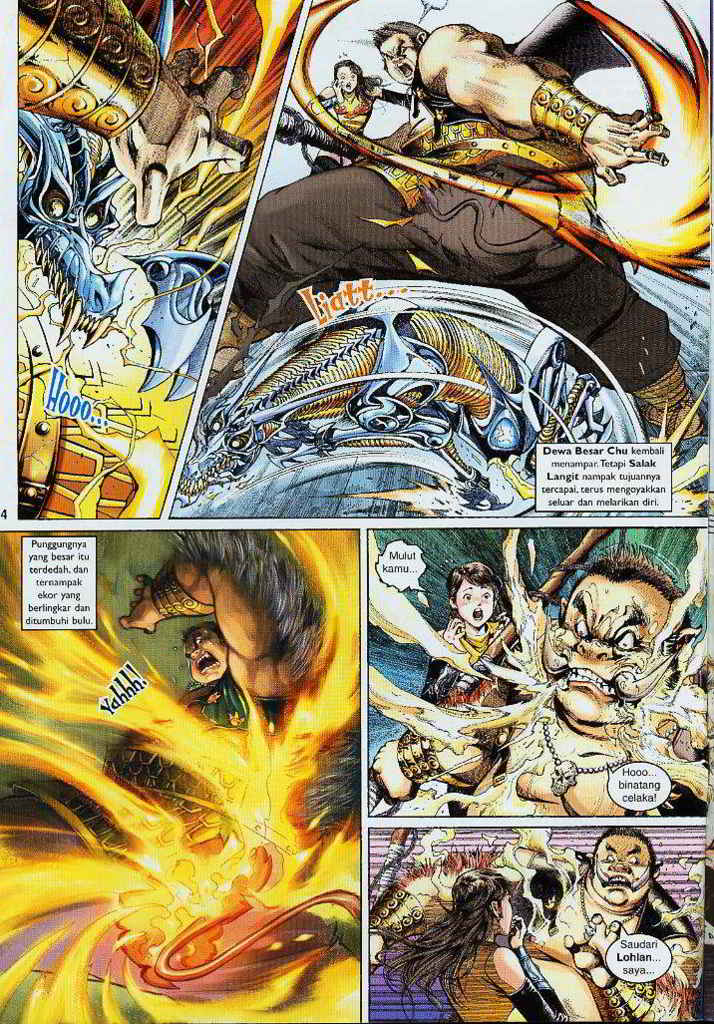 Hooo...
Liattt...
Dewa Besar Chu kembali
menampar. Tetapi Salak
Langit nampak tujuannya
tercapai, terus mengoyakkan
seluar dan melarikan diri.
4
Punggungnya
yang besar itu
terdedah, dan
ternampak
ekor yang
berlingkar dan
ditumbuhi bulu.
Yahhh!
Mulut
kamu...
Hooo...
binatang
celaka!
Saudari
Lohlan...
saya...